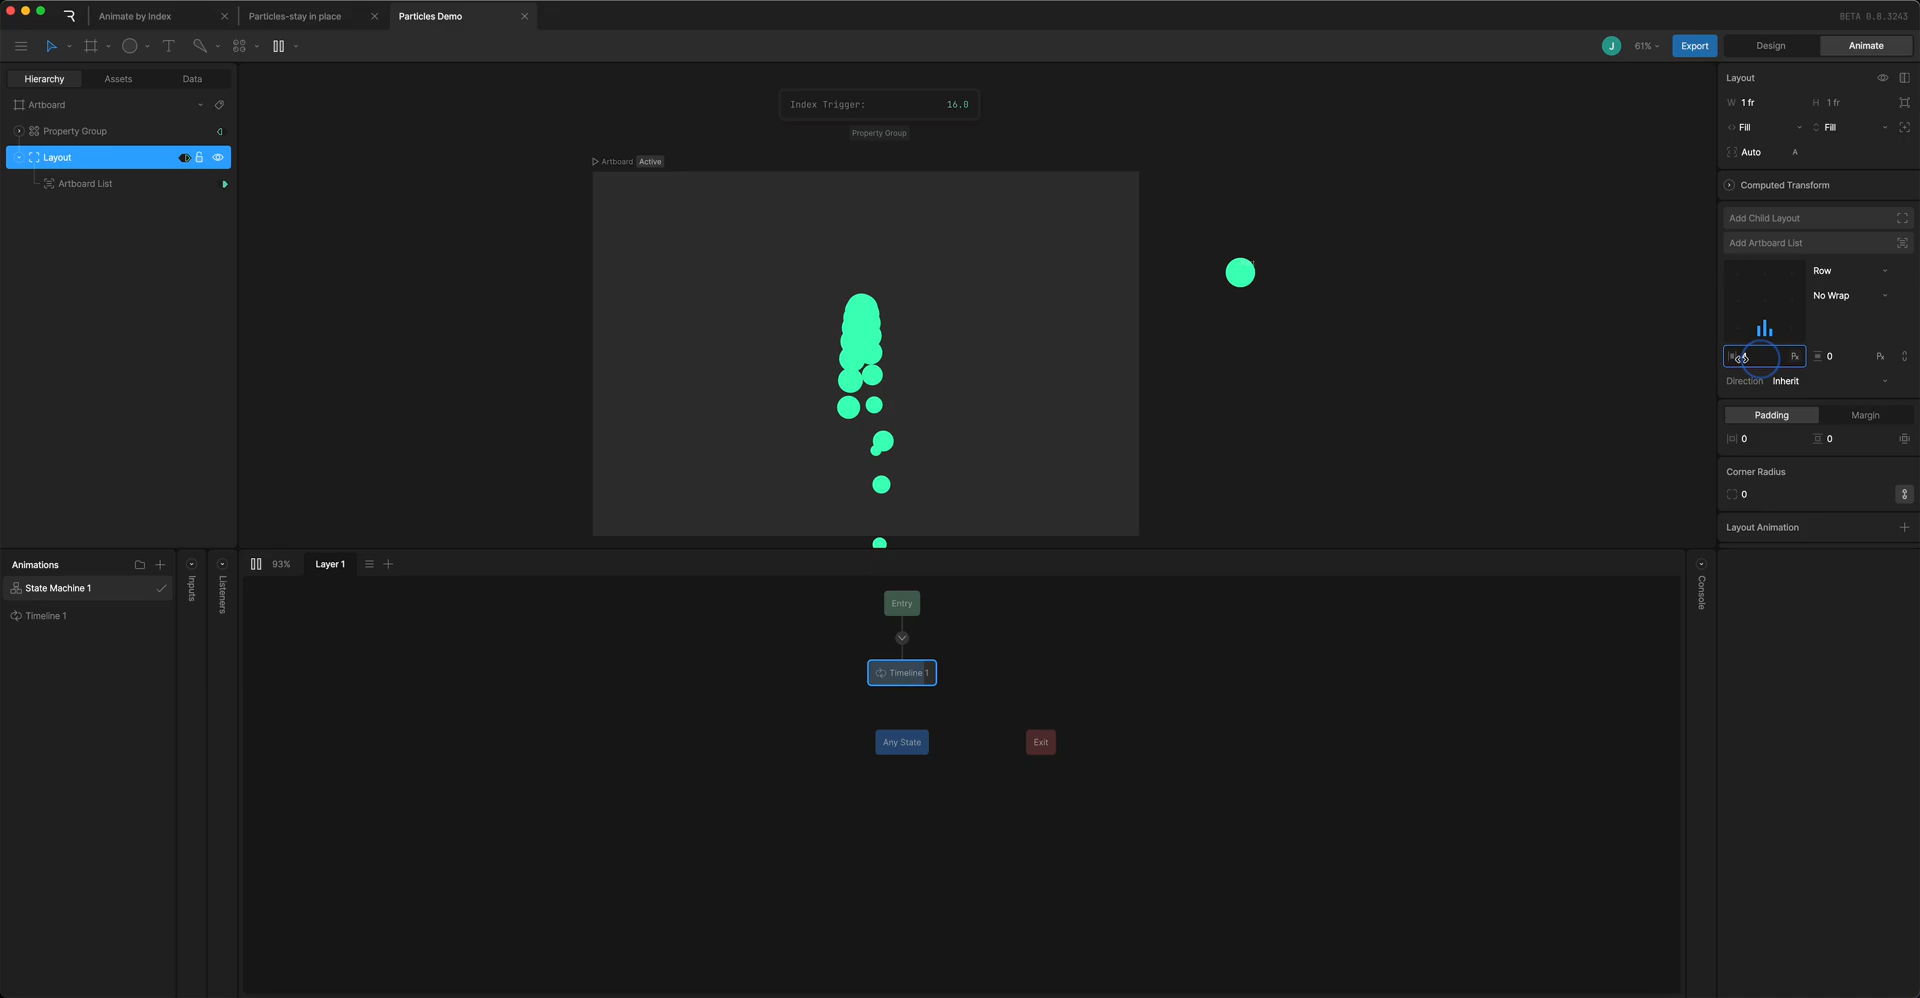 Animate by Index
Particles-stay in place
Particles Demo
BETA 0.8.3243
J
61%
Export
Design
Animate
Hierarchy
Assets
Data
Artboard
Property Group
Layout
Artboard List
Index Trigger: 16.0
Property Group
Artboard Active
Layout
W 1 fr
H 1 fr
Fill
Fill
Auto
A
Computed Transform
Add Child Layout
Add Artboard List
Row
No Wrap
Px
0
Px
Direction Inherit
Padding
Margin
0
0
Corner Radius
0
Layout Animation
Animations
State Machine 1
Timeline 1
Inputs
Listeners
93%
Layer 1
Entry
Timeline 1
Any State
Exit
Console